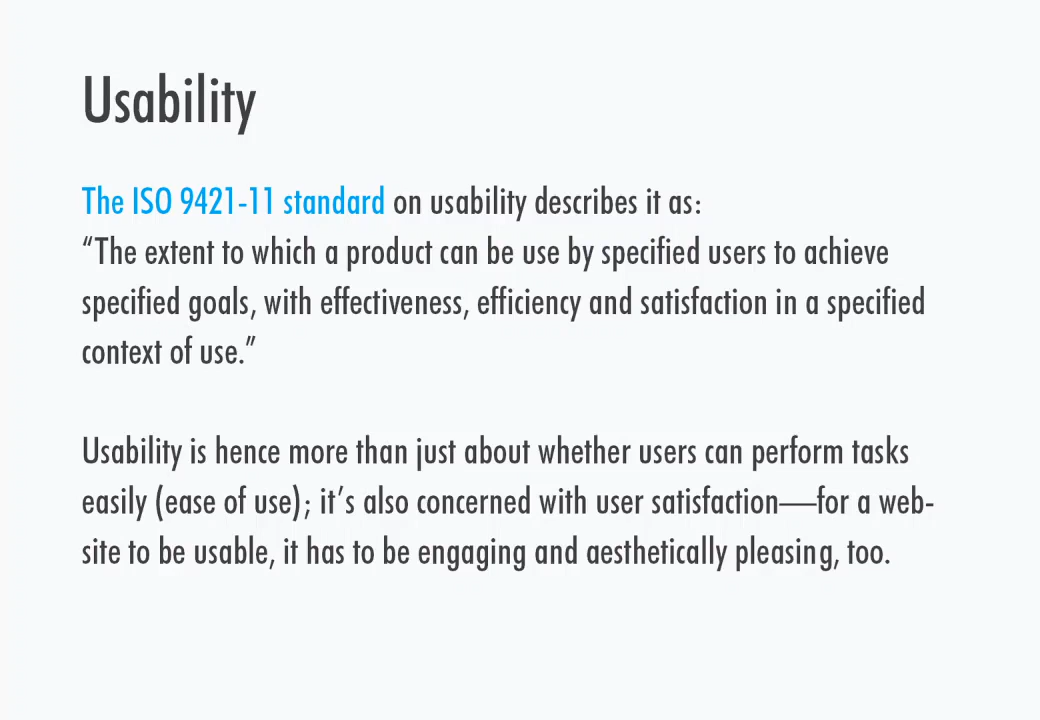 Usability
The ISO 9421-11 standard on usability describes it as:
“The extent to which a product can be use by specified users to achieve
specified goals, with effectiveness, efficiency and satisfaction in a specified
context of use.”
Usability is hence more than just about whether users can perform tasks
easily (ease of use); it’s also concerned with user satisfaction—for a web-
site to be usable, it has to be engaging and aesthetically pleasing, too.